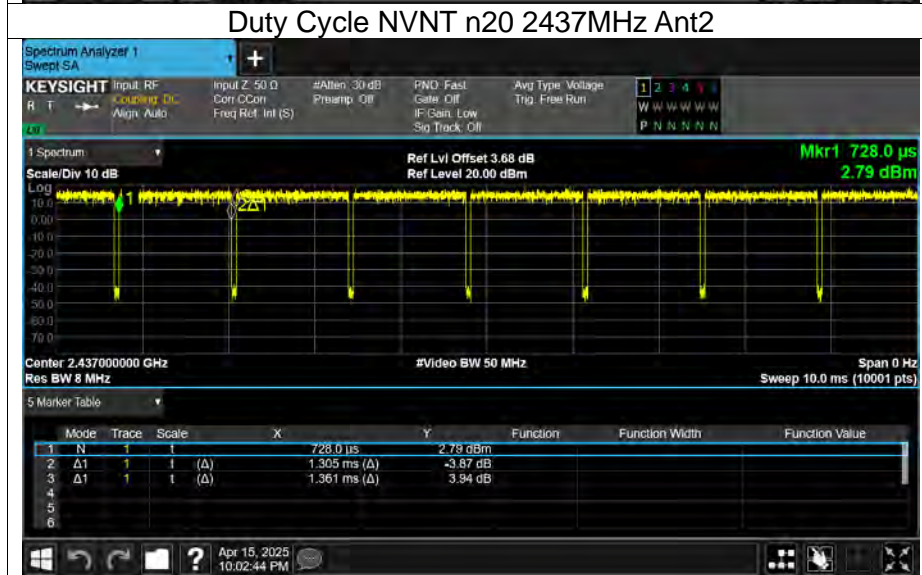 Duty Cycle NVNT n20 2437MHz Ant2
Spectrum Analyzer 1
Swept SA
+
KEYSIGHT Input: RF Input Z: 50 Ω #Atten: 30 dB PNO: Fast Avg Type: Voltage 1 2 3 4 5 6
R T Coupling: DC Corr CCorr Preamp: Off Gate: Off Trig: Free Run W W W W W W
Align: Auto Freq Ref: Int (S) IF Gain: Low
Sig Track: Off P N N N N N
1 Spectrum Ref Lvl Offset 3.68 dB Mkr1 728.0 µs
Scale/Div 10 dB Ref Level 20.00 dBm 2.79 dBm
Log
10.0 1 2Δ1
0.00
-10.0
-20.0
-30.0
-40.0
-50.0
-60.0
-70.0
Center 2.437000000 GHz #Video BW 50 MHz Span 0 Hz
Res BW 8 MHz Sweep 10.0 ms (10001 pts)
5 Marker Table
Mode Trace Scale X Y Function Function Width Function Value
1 N 1 t 728.0 µs 2.79 dBm
2 Δ1 1 t (Δ) 1.305 ms (Δ) -3.87 dB
3 Δ1 1 t (Δ) 1.361 ms (Δ) 3.94 dB
4
5
6
? Apr 15, 2025
10:02:44 PM